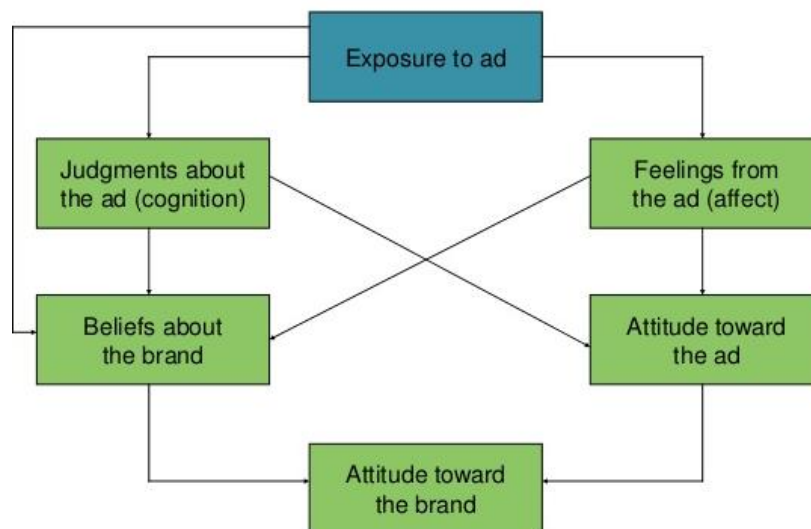 Exposure to ad
Judgments about
the ad (cognition)
Feelings from
the ad (affect)
Beliefs about
the brand
Attitude toward
the ad
Attitude toward
the brand